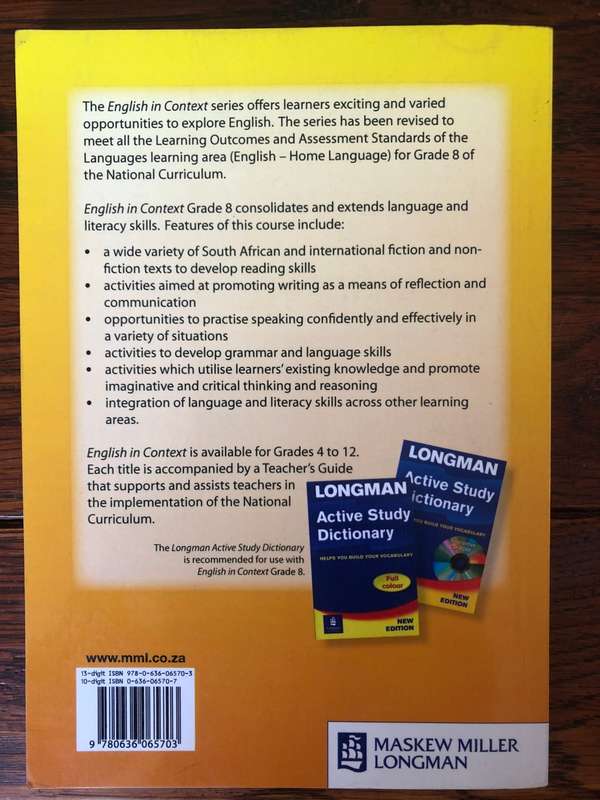 The English in Context series offers learners exciting and varied
opportunities to explore English. The series has been revised to
meet all the Learning Outcomes and Assessment Standards of the
Languages learning area (English – Home Language) for Grade 8 of
the National Curriculum.
English in Context Grade 8 consolidates and extends language and
literacy skills. Features of this course include:
• a wide variety of South African and international fiction and non-
fiction texts to develop reading skills
• activities aimed at promoting writing as a means of reflection and
communication
• opportunities to practise speaking confidently and effectively in
a variety of situations
• activities to develop grammar and language skills
• activities which utilise learners' existing knowledge and promote
imaginative and critical thinking and reasoning
• integration of language and literacy skills across other learning
areas.
English in Context is available for Grades 4 to 12.
Each title is accompanied by a Teacher's Guide
that supports and assists teachers in
the implementation of the National
Curriculum.
The Longman Active Study Dictionary
is recommended for use with
English in Context Grade 8.
LONGMAN
Active Study
Dictionary
HELPS YOU BUILD YOUR VOCABULARY
Full
colour
NEW
EDITION
LONGMAN
Active Study
Dictionary
YOU BUILD YOUR VOCABULARY
NEW
EDITION
www.mml.co.za
13-digit ISBN 978-0-636-06570-3
10-digit ISBN 0-636-06570-7
9 780636 065703
MASKEW MILLER
LONGMAN